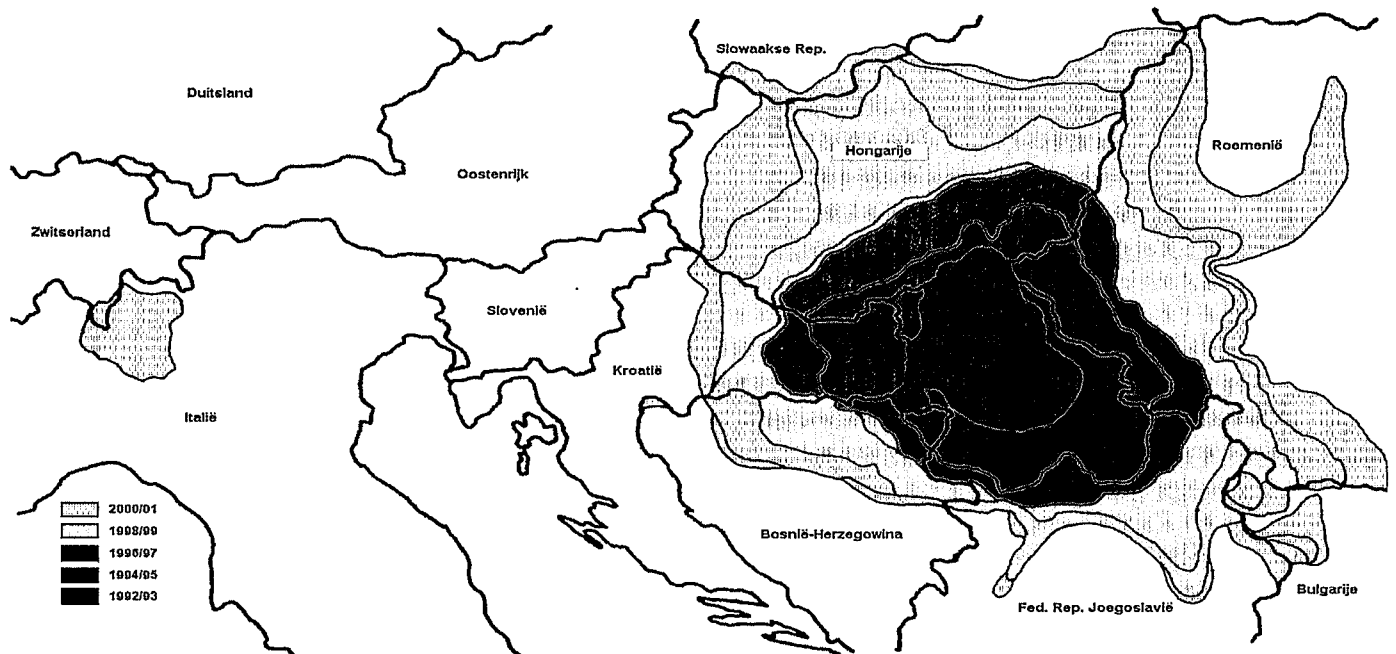 Slowaakse Rep.
Duitsland
Hongarije
Roemenië
Oostenrijk
Zwitserland
Slovenië
Kroatië
Italië
2000/01
1998/99
1996/97
1994/95
1992/93
Bosnië-Herzegowina
Fed. Rep. Joegoslavië
Bulgarije